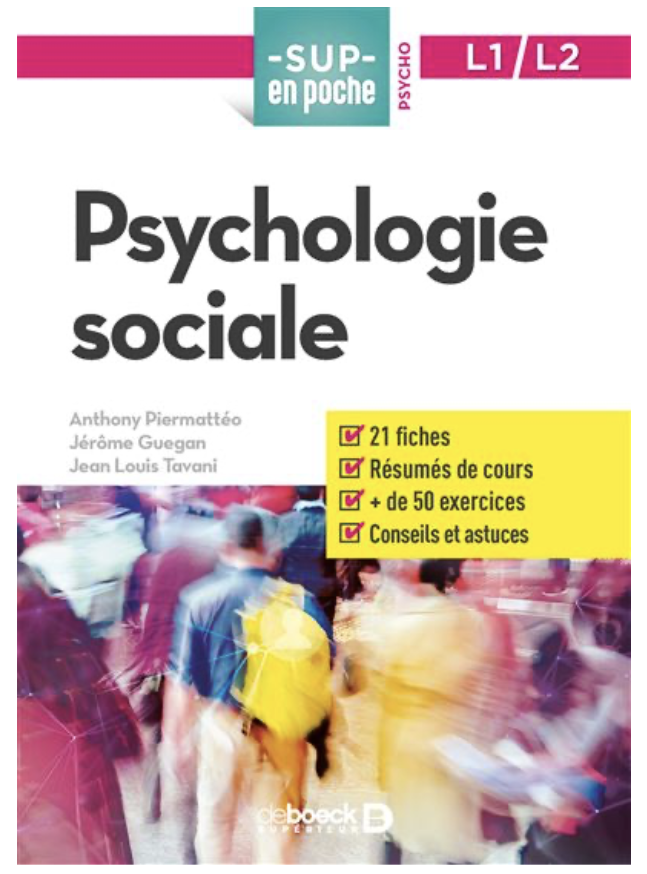 -SUP-
en poche
PSYCHO
L1/L2
Psychologie
sociale
Anthony Piermattéo
Jérôme Guegan
Jean Louis Tavani
21 fiches
Résumés de cours
+ de 50 exercices
Conseils et astuces
deboeck B
SUPÉRIEUR